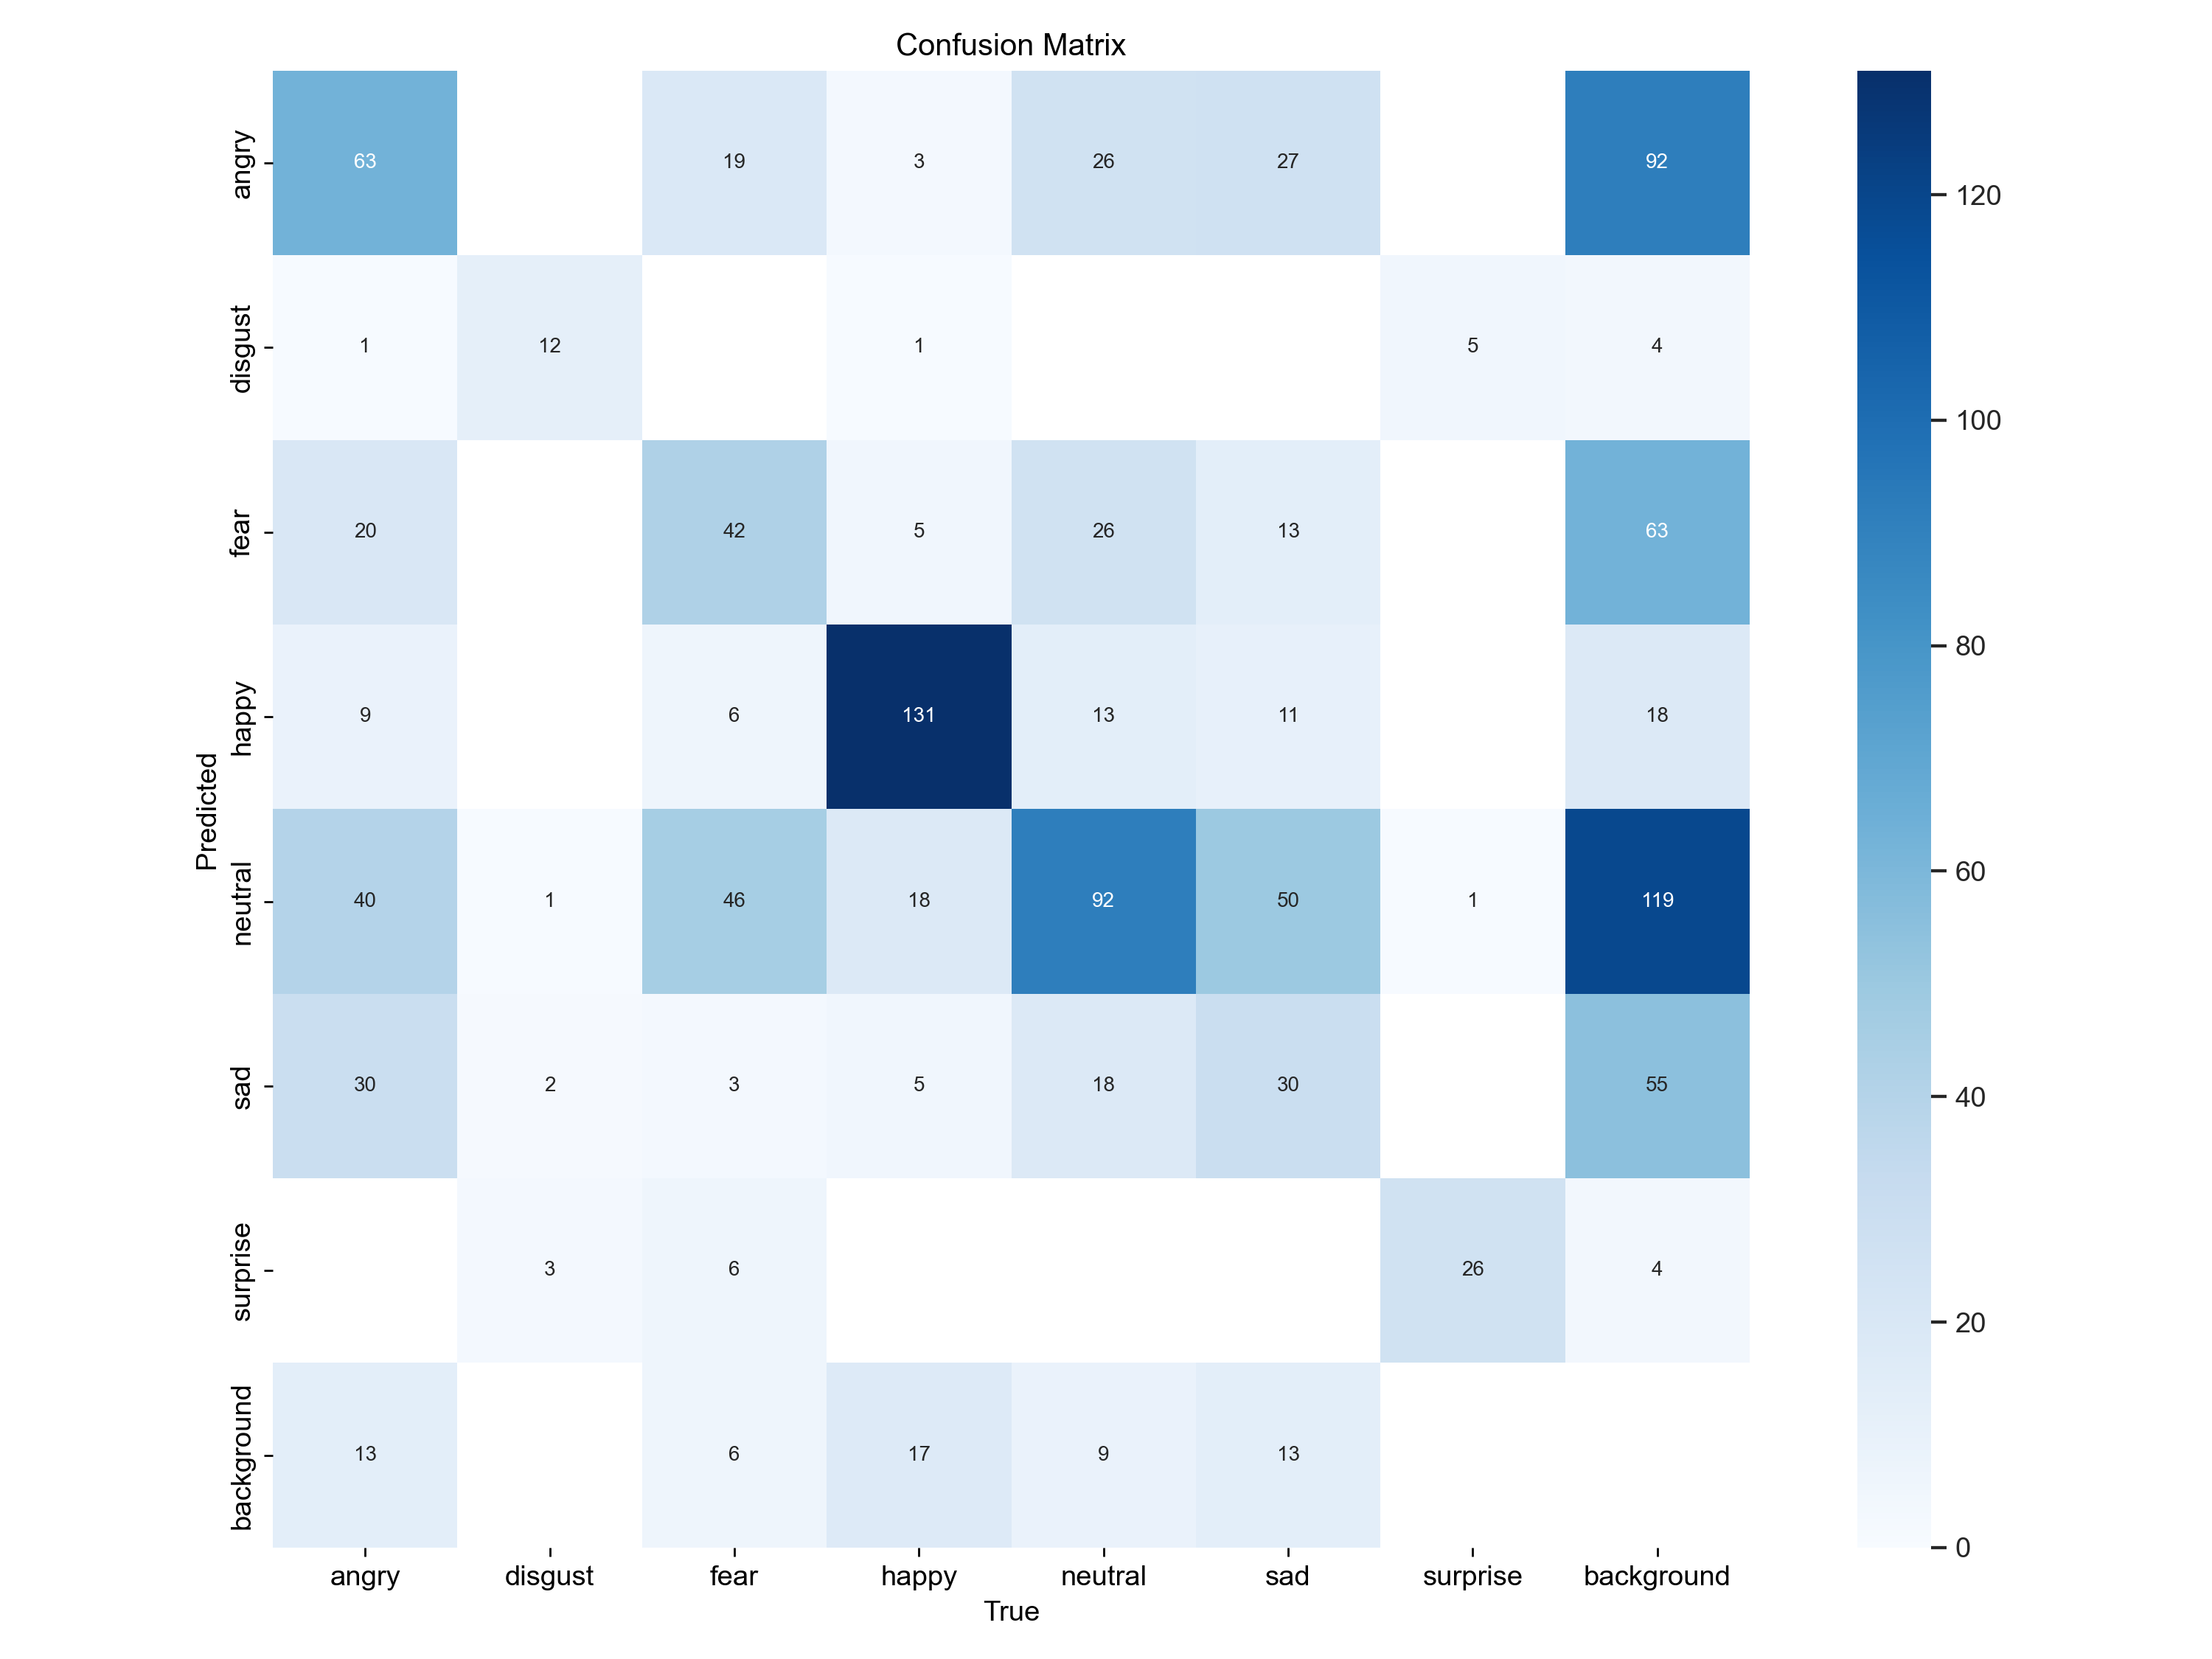 Confusion Matrix
angry 63 19 3 26 27 92
disgust 1 12 1 5 4
fear 20 42 5 26 13 63
happy 9 6 131 13 11 18
neutral 40 1 46 18 92 50 1 119
sad 30 2 3 5 18 30 55
surprise 3 6 26 4
background 13 6 17 9 13
Predicted
angry disgust fear happy neutral sad surprise background
True
120
100
80
60
40
20
0